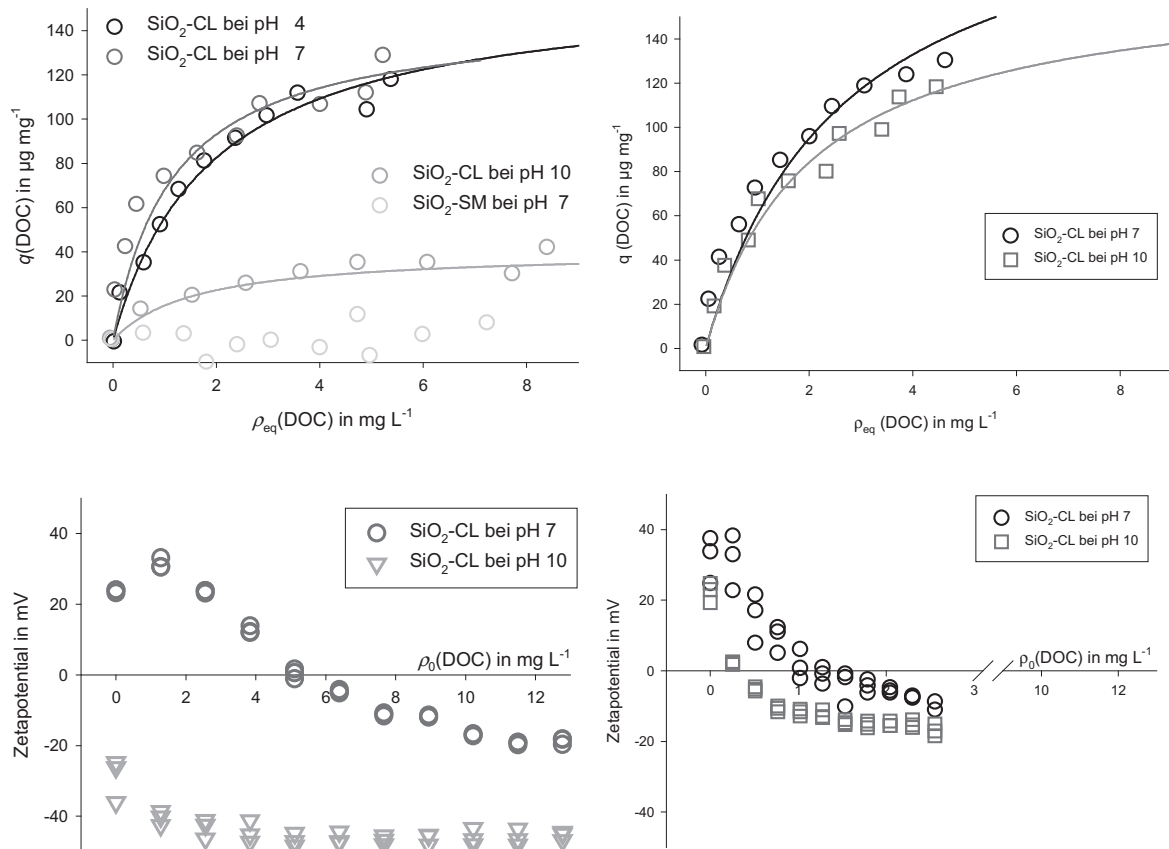 SiO₂-CL bei pH 4
SiO₂-CL bei pH 7
SiO₂-CL bei pH 10
SiO₂-SM bei pH 7
q(DOC) in µg mg⁻¹
140
120
100
80
60
40
20
0
0 2 4 6 8
ρeq(DOC) in mg L⁻¹
q (DOC) in µg mg⁻¹
140
120
100
80
60
40
20
0
SiO₂-CL bei pH 7
SiO₂-CL bei pH 10
0 2 4 6 8
ρeq (DOC) in mg L⁻¹
Zetapotential in mV
40
20
0
-20
-40
SiO₂-CL bei pH 7
SiO₂-CL bei pH 10
ρ₀(DOC) in mg L⁻¹
0 2 4 6 8 10 12
Zetapotential in mV
40
20
0
-20
-40
SiO₂-CL bei pH 7
SiO₂-CL bei pH 10
ρ₀(DOC) in mg L⁻¹
0 1 3 10 12